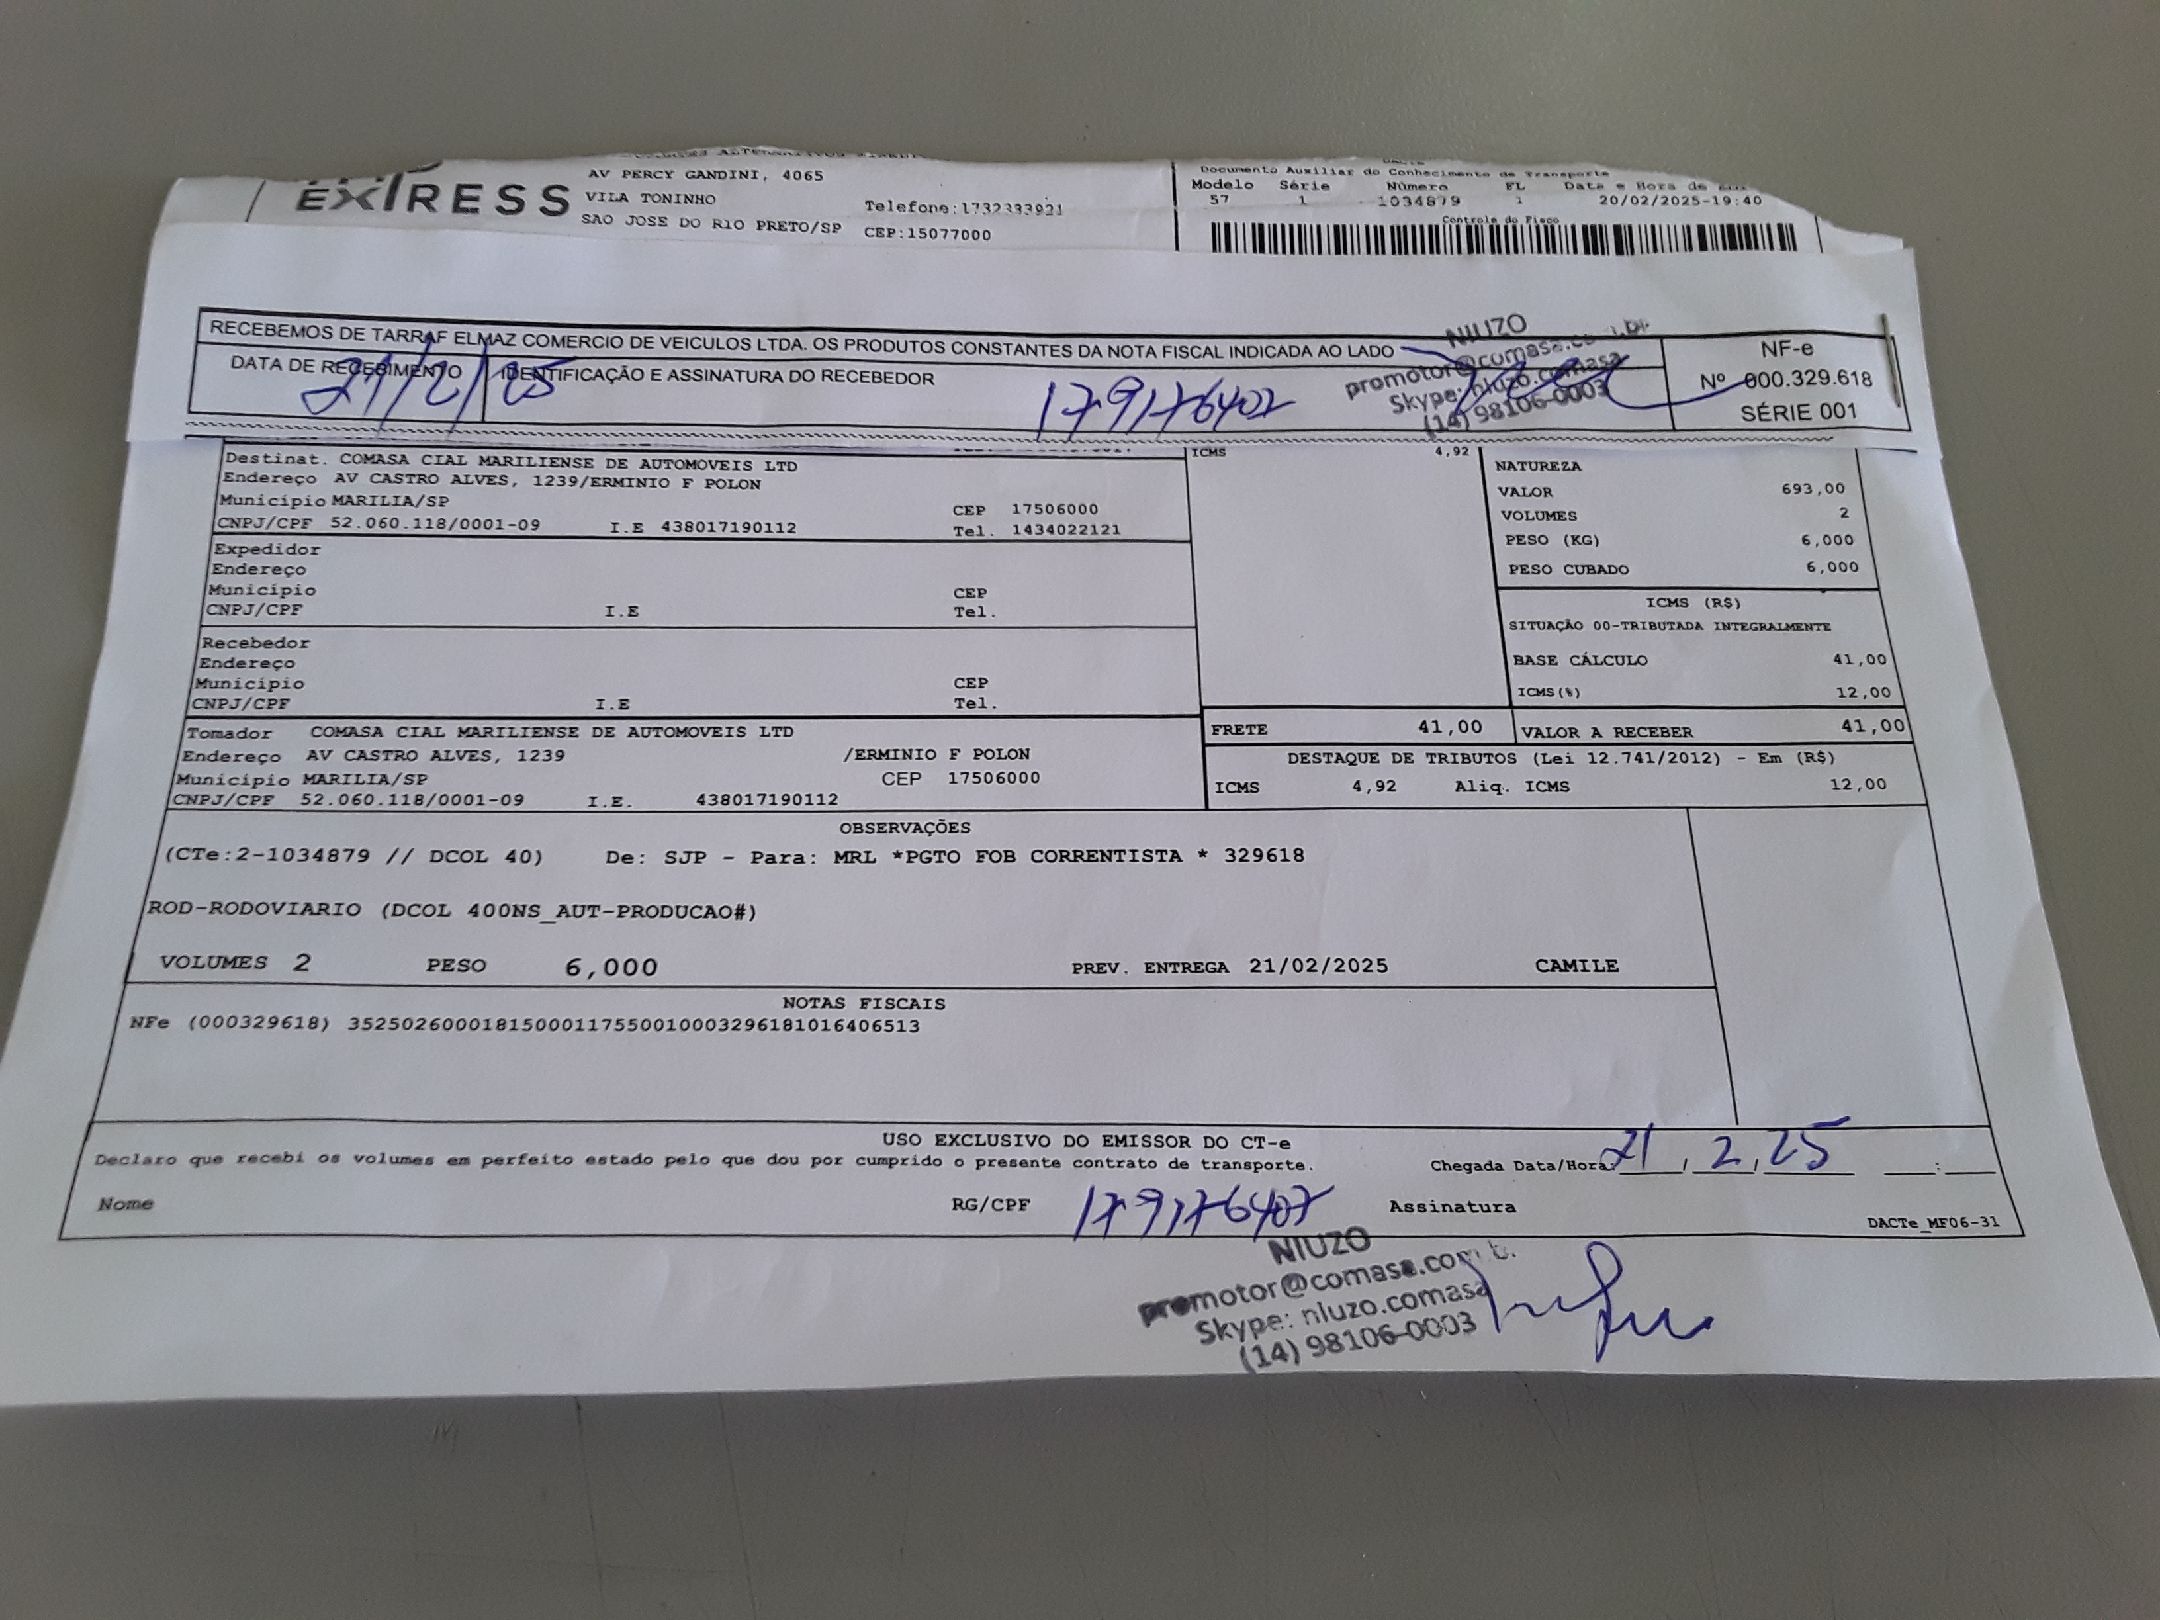 EXPRESS
AV PERCY GANDINI, 4065
VILA TONINHO
SAO JOSE DO RIO PRETO/SP
Telefone:1732333921
CEP:15077000
Documento Auxiliar do Conhecimento de Transporte
Modelo Série Número FL Data e Hora de
57 1 1034879 1 20/02/2025-19:40
Controle do Fisco
RECEBEMOS DE TARRAF ELMAZ COMERCIO DE VEICULOS LTDA. OS PRODUTOS CONSTANTES DA NOTA FISCAL INDICADA AO LADO
DATA DE RECEBIMENTO
21/2/25
IDENTIFICAÇÃO E ASSINATURA DO RECEBEDOR
179176407
NIUZO
promotor@comasa.co
Skype: nluzo.comasa
(14) 98106-0003
NF-e
Nº 000.329.618
SÉRIE 001
Destinat. COMASA CIAL MARILIENSE DE AUTOMOVEIS LTD
Endereço AV CASTRO ALVES, 1239/ERMINIO F POLON
Município MARILIA/SP CEP 17506000
CNPJ/CPF 52.060.118/0001-09 I.E 438017190112 Tel. 1434022121
Expedidor
Endereço
Município CEP
CNPJ/CPF I.E Tel.
Recebedor
Endereço
Município CEP
CNPJ/CPF I.E Tel.
Tomador COMASA CIAL MARILIENSE DE AUTOMOVEIS LTD
Endereço AV CASTRO ALVES, 1239 /ERMINIO F POLON
Município MARILIA/SP CEP 17506000
CNPJ/CPF 52.060.118/0001-09 I.E. 438017190112
ICMS 4,92
NATUREZA
VALOR 693,00
VOLUMES 2
PESO (KG) 6,000
PESO CUBADO 6,000
ICMS (R$)
SITUAÇÃO 00-TRIBUTADA INTEGRALMENTE
BASE CÁLCULO 41,00
ICMS(%) 12,00
FRETE 41,00 VALOR A RECEBER 41,00
DESTAQUE DE TRIBUTOS (Lei 12.741/2012) - Em (R$)
ICMS 4,92 Aliq. ICMS 12,00
OBSERVAÇÕES
(CTe:2-1034879 // DCOL 40) De: SJP - Para: MRL *PGTO FOB CORRENTISTA * 329618
ROD-RODOVIARIO (DCOL 400NS_AUT-PRODUCAO#)
VOLUMES 2 PESO 6,000 PREV. ENTREGA 21/02/2025 CAMILE
NOTAS FISCAIS
NFe (000329618) 35250260001815000117550010003296181016406513
USO EXCLUSIVO DO EMISSOR DO CT-e
Declaro que recebi os volumes em perfeito estado pelo que dou por cumprido o presente contrato de transporte. Chegada Data/Hora 21, 2, 25 __:__
Nome RG/CPF 179176407 Assinatura
DACTe_MF06-31
NIUZO
promotor@comasa.com.b.
Skype: nluzo.comasa
(14) 98106-0003